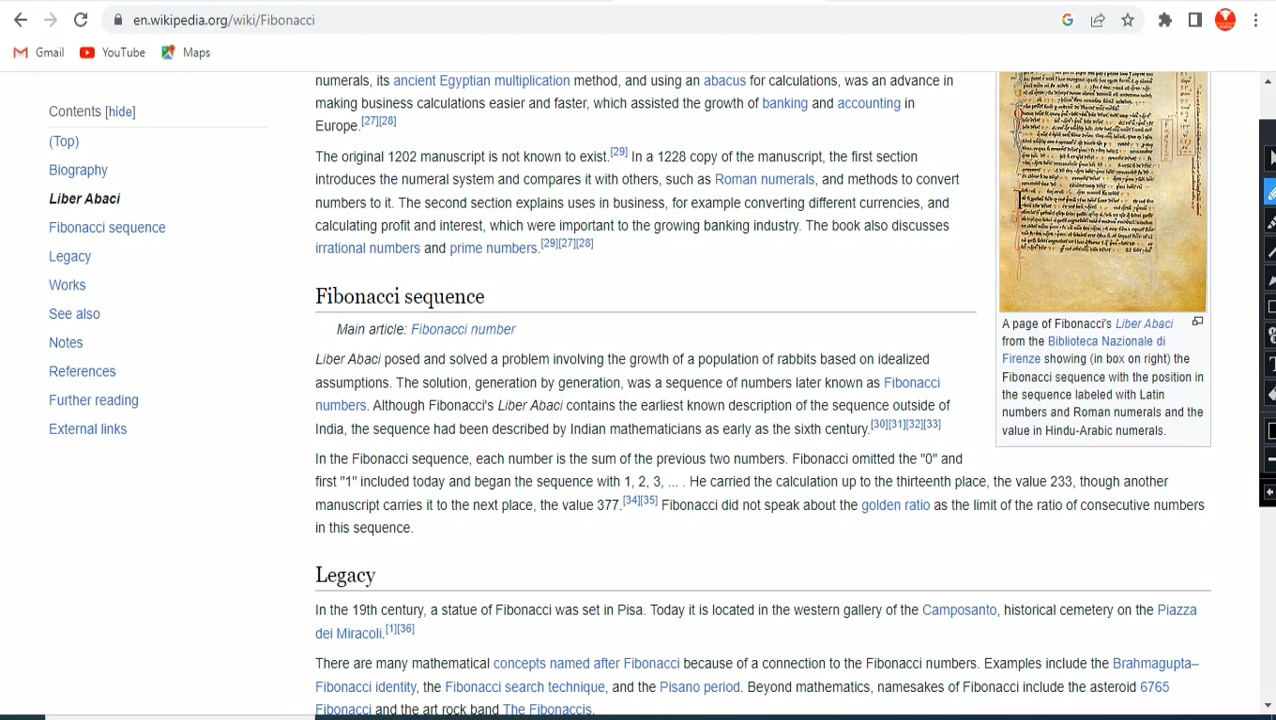 en.wikipedia.org/wiki/Fibonacci
Gmail YouTube Maps
Contents [hide]
(Top)
Biography
Liber Abaci
Fibonacci sequence
Legacy
Works
See also
Notes
References
Further reading
External links
numerals, its ancient Egyptian multiplication method, and using an abacus for calculations, was an advance in
making business calculations easier and faster, which assisted the growth of banking and accounting in
Europe.[27][28]
The original 1202 manuscript is not known to exist.[29] In a 1228 copy of the manuscript, the first section
introduces the numeral system and compares it with others, such as Roman numerals, and methods to convert
numbers to it. The second section explains uses in business, for example converting different currencies, and
calculating profit and interest, which were important to the growing banking industry. The book also discusses
irrational numbers and prime numbers.[29][27][28]
Fibonacci sequence
Main article: Fibonacci number
Liber Abaci posed and solved a problem involving the growth of a population of rabbits based on idealized
assumptions. The solution, generation by generation, was a sequence of numbers later known as Fibonacci
numbers. Although Fibonacci's Liber Abaci contains the earliest known description of the sequence outside of
India, the sequence had been described by Indian mathematicians as early as the sixth century.[30][31][32][33]
In the Fibonacci sequence, each number is the sum of the previous two numbers. Fibonacci omitted the "0" and
first "1" included today and began the sequence with 1, 2, 3, ... . He carried the calculation up to the thirteenth place, the value 233, though another
manuscript carries it to the next place, the value 377.[34][35] Fibonacci did not speak about the golden ratio as the limit of the ratio of consecutive numbers
in this sequence.
Legacy
In the 19th century, a statue of Fibonacci was set in Pisa. Today it is located in the western gallery of the Camposanto, historical cemetery on the Piazza
dei Miracoli.[1][36]
There are many mathematical concepts named after Fibonacci because of a connection to the Fibonacci numbers. Examples include the Brahmagupta–
Fibonacci identity, the Fibonacci search technique, and the Pisano period. Beyond mathematics, namesakes of Fibonacci include the asteroid 6765
Fibonacci and the art rock band The Fibonaccis.
A page of Fibonacci's Liber Abaci
from the Biblioteca Nazionale di
Firenze showing (in box on right) the
Fibonacci sequence with the position in
the sequence labeled with Latin
numbers and Roman numerals and the
value in Hindu-Arabic numerals.